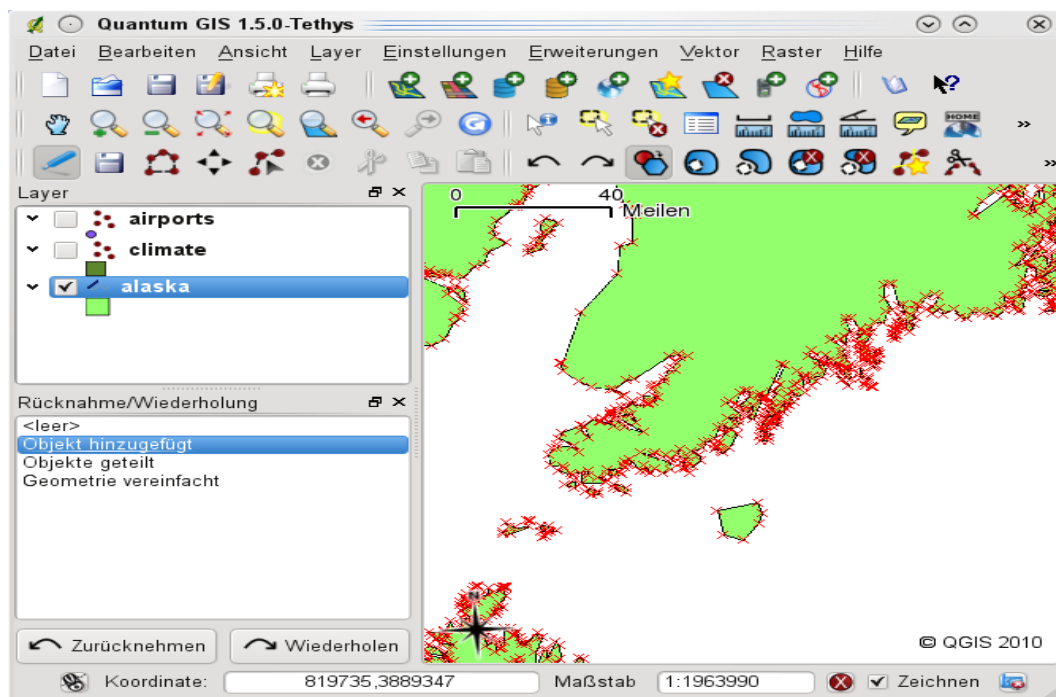 Quantum GIS 1.5.0-Tethys
Datei Bearbeiten Ansicht Layer Einstellungen Erweiterungen Vektor Raster Hilfe
HOME
Layer
airports
climate
alaska
Rücknahme/Wiederholung
<leer>
Objekt hinzugefügt
Objekte geteilt
Geometrie vereinfacht
Zurücknehmen Wiederholen
0 40
Meilen
N
© QGIS 2010
Koordinate: 819735,3889347 Maßstab 1:1963990 Zeichnen